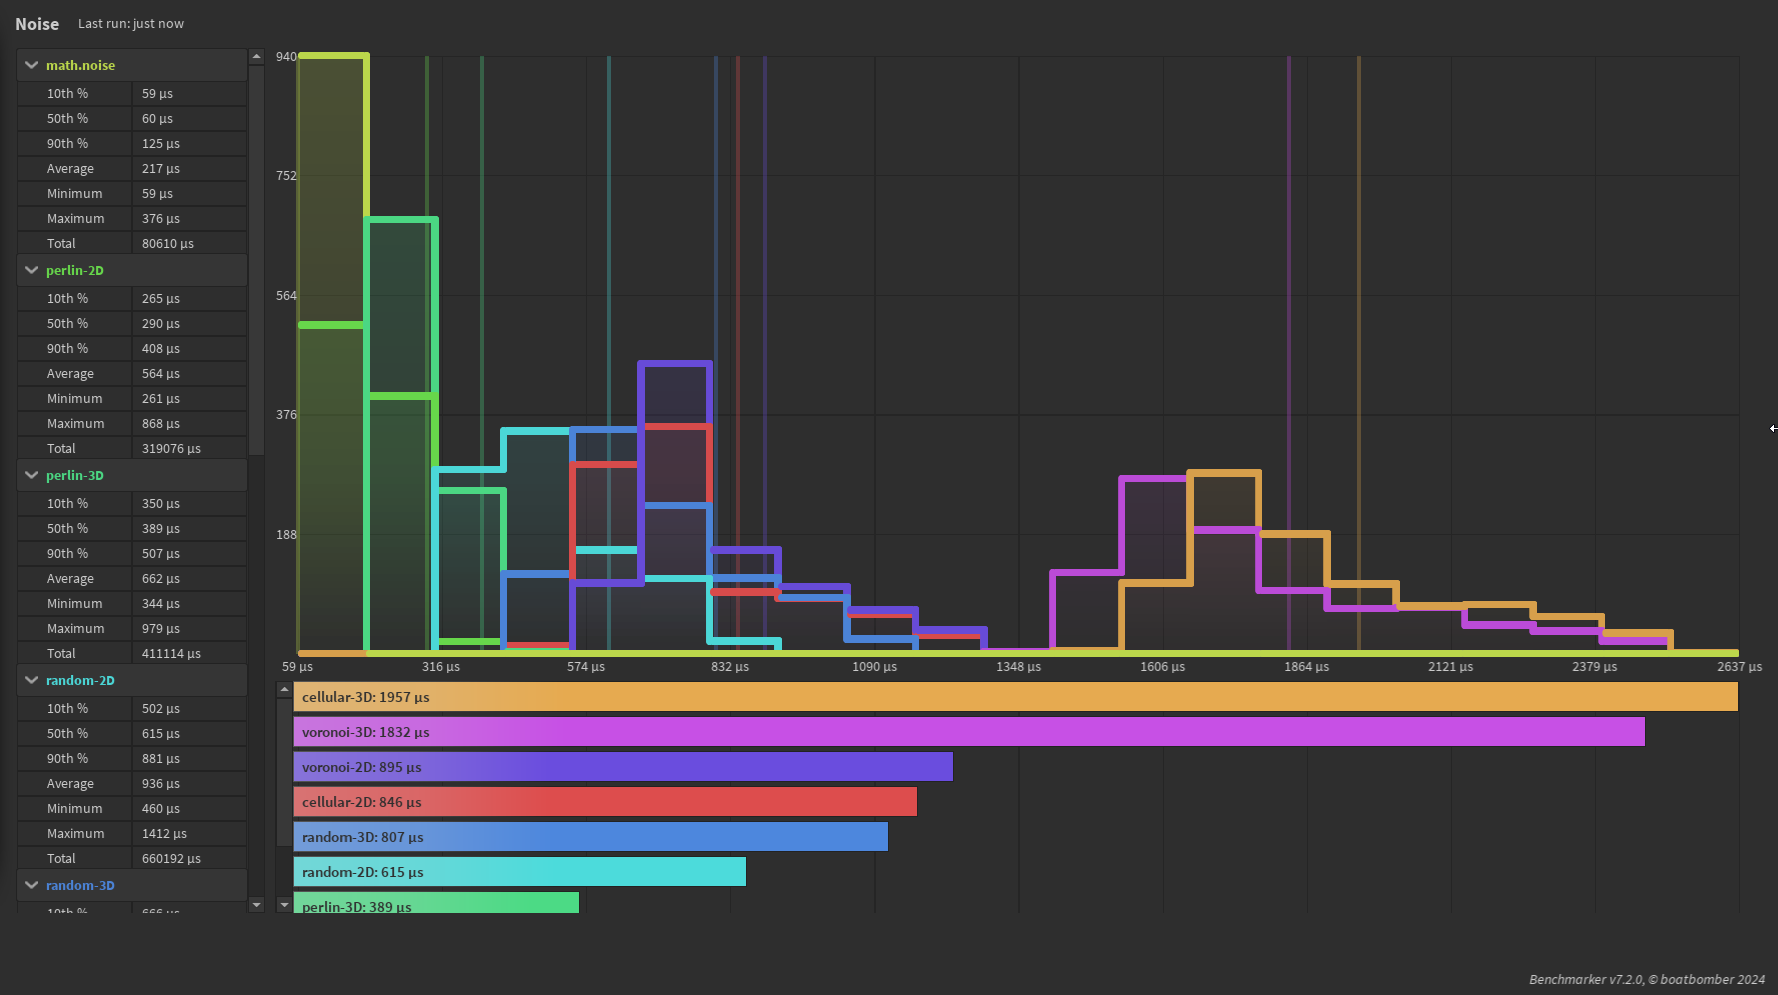 Noise Last run: just now
math.noise
10th % 59 µs
50th % 60 µs
90th % 125 µs
Average 217 µs
Minimum 59 µs
Maximum 376 µs
Total 80610 µs
perlin-2D
10th % 265 µs
50th % 290 µs
90th % 408 µs
Average 564 µs
Minimum 261 µs
Maximum 868 µs
Total 319076 µs
perlin-3D
10th % 350 µs
50th % 389 µs
90th % 507 µs
Average 662 µs
Minimum 344 µs
Maximum 979 µs
Total 411114 µs
random-2D
10th % 502 µs
50th % 615 µs
90th % 881 µs
Average 936 µs
Minimum 460 µs
Maximum 1412 µs
Total 660192 µs
random-3D
10th % 666 µs
940
752
564
376
188
59 µs 316 µs 574 µs 832 µs 1090 µs 1348 µs 1606 µs 1864 µs 2121 µs 2379 µs 2637 µs
cellular-3D: 1957 µs
voronoi-3D: 1832 µs
voronoi-2D: 895 µs
cellular-2D: 846 µs
random-3D: 807 µs
random-2D: 615 µs
perlin-3D: 389 µs
Benchmarker v7.2.0, © boatbomber 2024